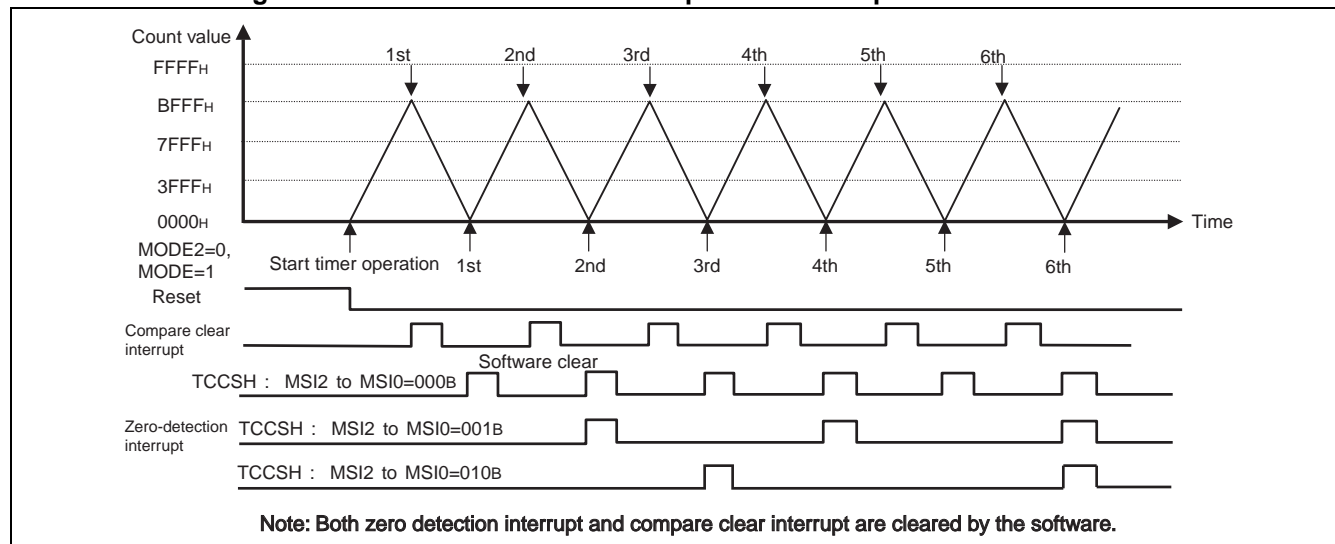 Count value
1st 2nd 3rd 4th 5th 6th
FFFFH
BFFFH
7FFFH
3FFFH
0000H
Time
MODE2=0,
MODE=1
Start timer operation 1st 2nd 3rd 4th 5th 6th
Reset
Compare clear
interrupt
Software clear
TCCSH : MSI2 to MSI0=000B
Zero-detection
interrupt
TCCSH : MSI2 to MSI0=001B
TCCSH : MSI2 to MSI0=010B
Note: Both zero detection interrupt and compare clear interrupt are cleared by the software.